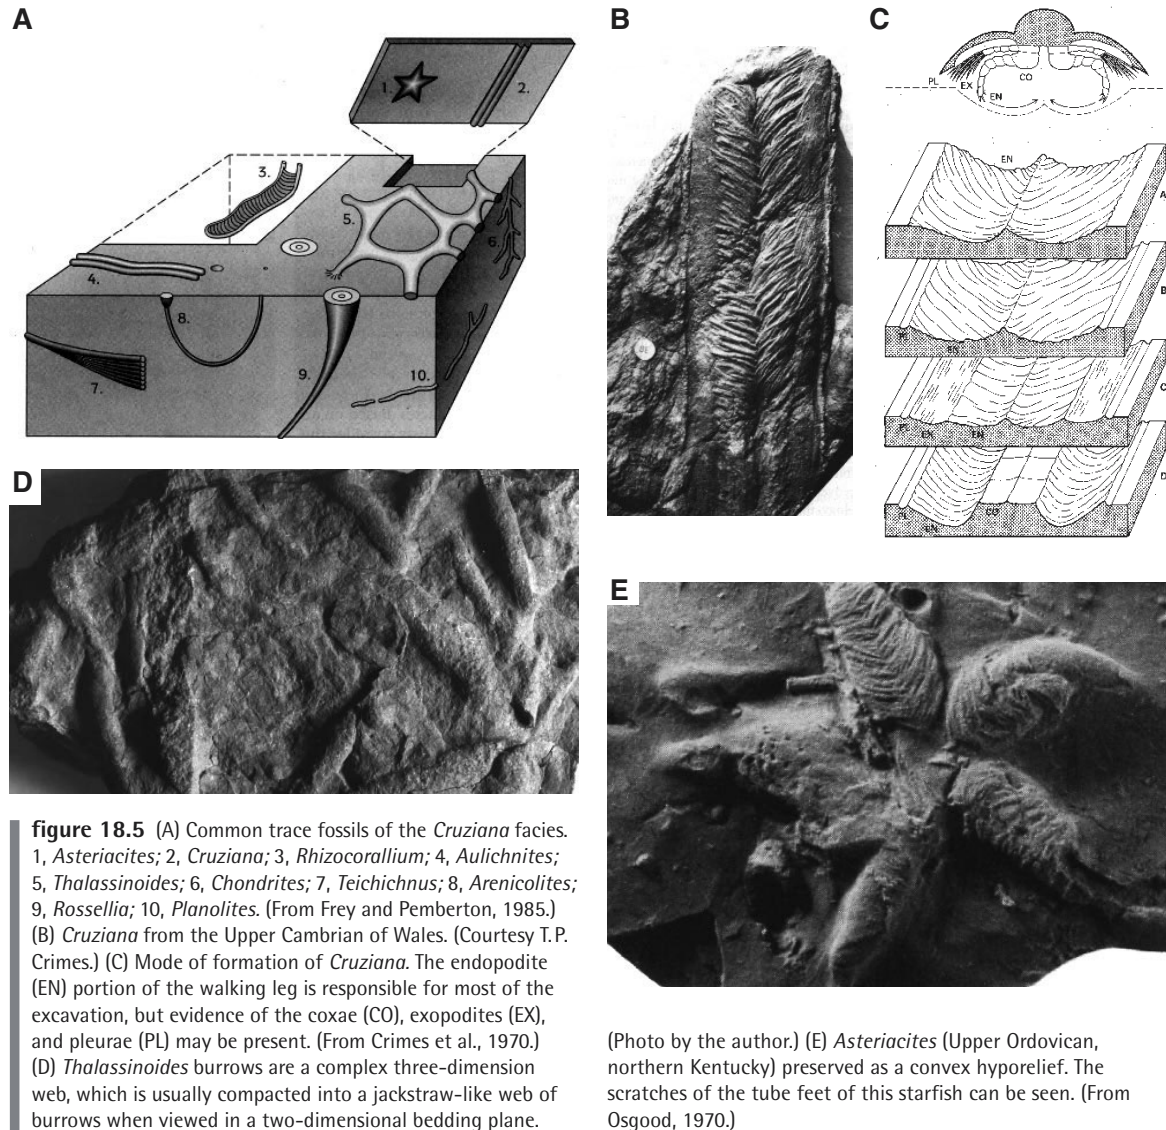 A
1.
2.
3.
4.
5.
6.
7.
8.
9.
10.
B
C
PL
EX
CO
EN
EN
A
PL
EN
B
PL
EN
EN
C
PL
EN
CO
D
D
E
figure 18.5 (A) Common trace fossils of the Cruziana facies.
1, Asteriacites; 2, Cruziana; 3, Rhizocorallium; 4, Aulichnites;
5, Thalassinoides; 6, Chondrites; 7, Teichichnus; 8, Arenicolites;
9, Rossellia; 10, Planolites. (From Frey and Pemberton, 1985.)
(B) Cruziana from the Upper Cambrian of Wales. (Courtesy T. P.
Crimes.) (C) Mode of formation of Cruziana. The endopodite
(EN) portion of the walking leg is responsible for most of the
excavation, but evidence of the coxae (CO), exopodites (EX),
and pleurae (PL) may be present. (From Crimes et al., 1970.)
(D) Thalassinoides burrows are a complex three-dimension
web, which is usually compacted into a jackstraw-like web of
burrows when viewed in a two-dimensional bedding plane.
(Photo by the author.) (E) Asteriacites (Upper Ordovican,
northern Kentucky) preserved as a convex hyporelief. The
scratches of the tube feet of this starfish can be seen. (From
Osgood, 1970.)